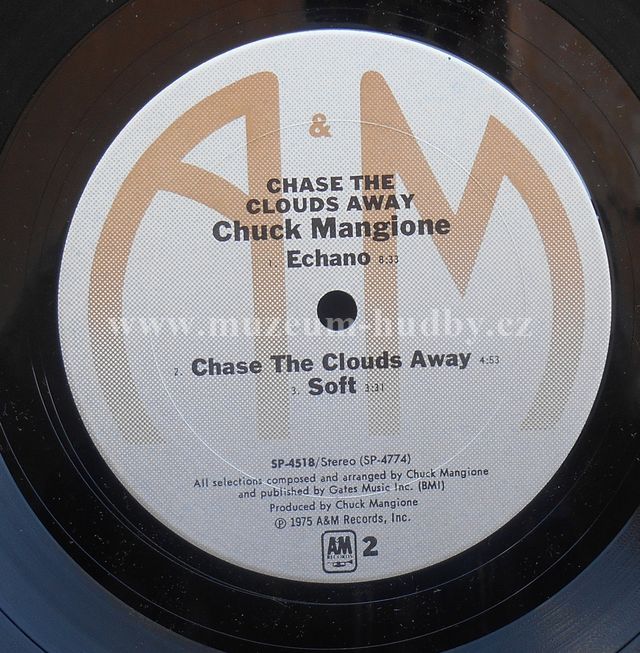 A & M
CHASE THE
CLOUDS AWAY
Chuck Mangione
1. Echano 8:33
www.muzeum-hudby.cz
2. Chase The Clouds Away 4:53
3. Soft 3:31
SP-4518/Stereo (SP-4774)
All selections composed and arranged by Chuck Mangione
and published by Gates Music Inc. (BMI)
Produced by Chuck Mangione
℗ 1975 A&M Records, Inc.
AM
RECORDS
2